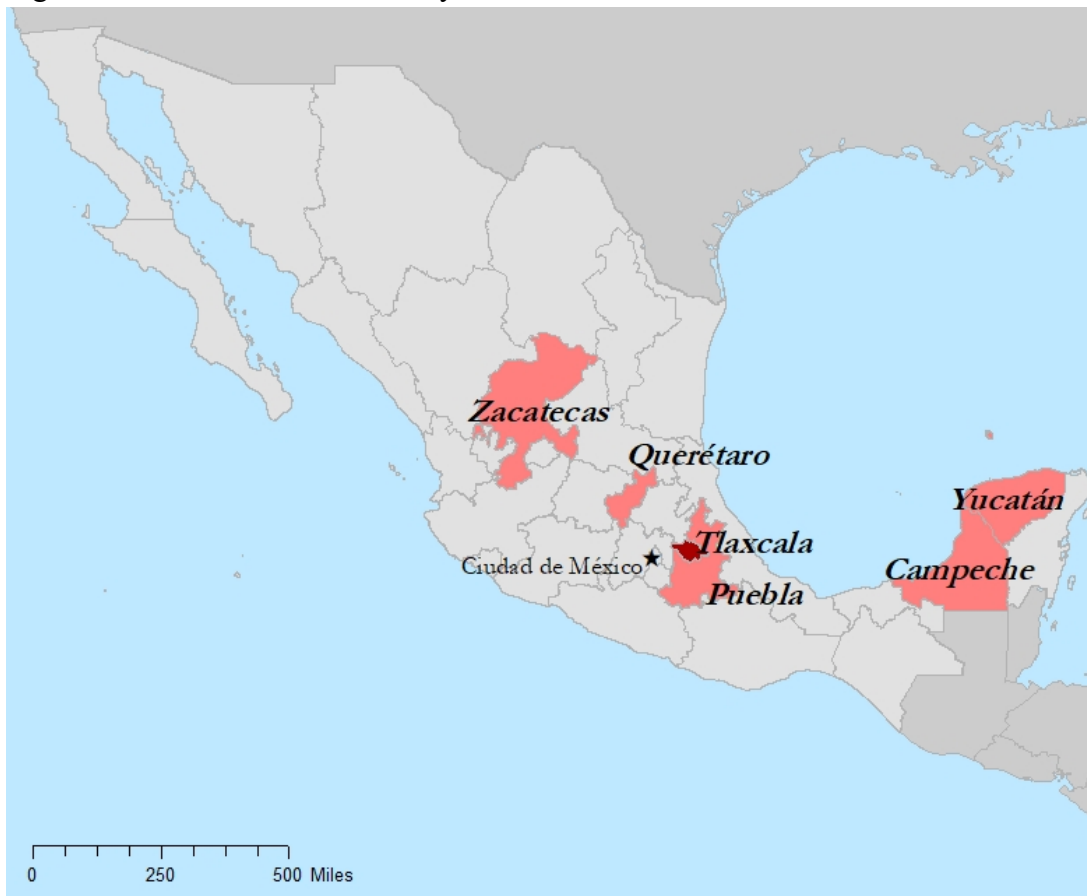 Zacatecas
Querétaro
Yucatán
Tlaxcala
Ciudad de México
Campeche
Puebla
0 250 500 Miles